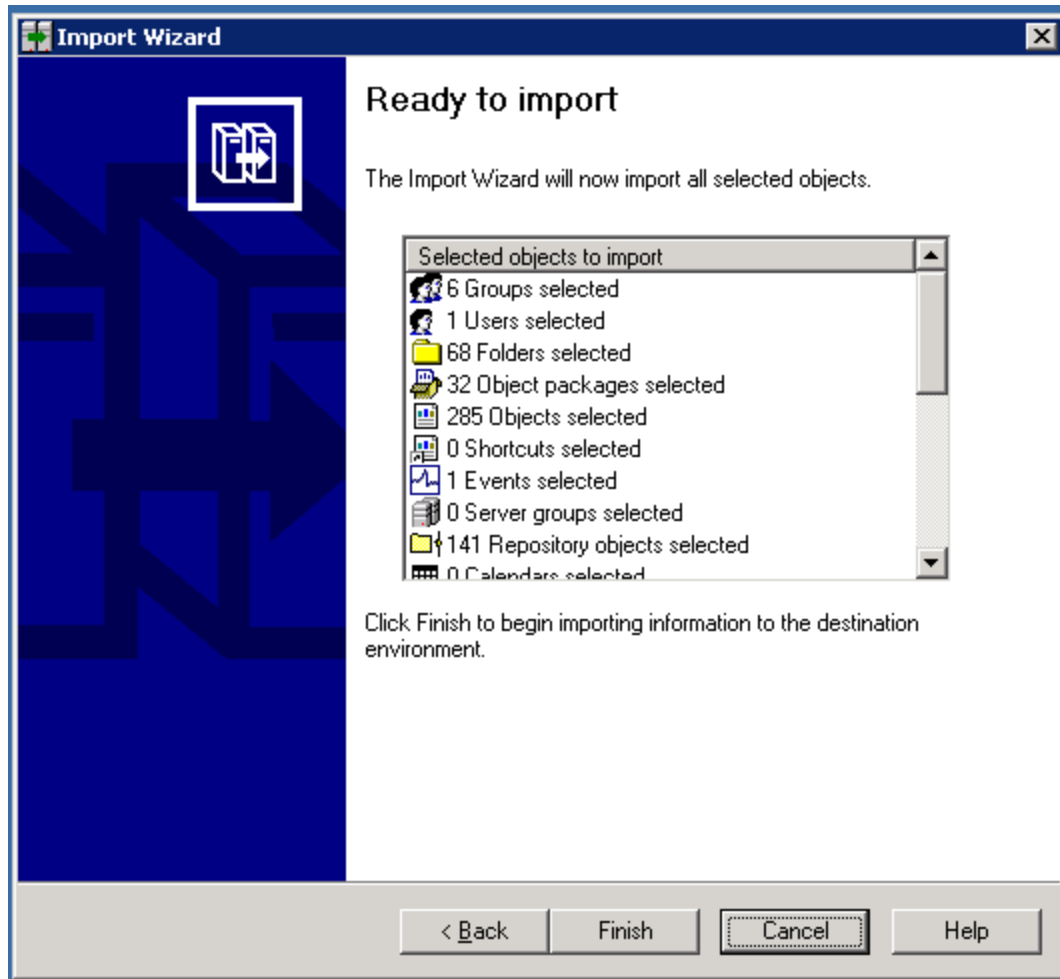 Import Wizard
Ready to import
The Import Wizard will now import all selected objects.
Selected objects to import
6 Groups selected
1 Users selected
68 Folders selected
32 Object packages selected
285 Objects selected
0 Shortcuts selected
1 Events selected
0 Server groups selected
141 Repository objects selected
0 Calendars selected
Click Finish to begin importing information to the destination
environment.
< Back
Finish
Cancel
Help